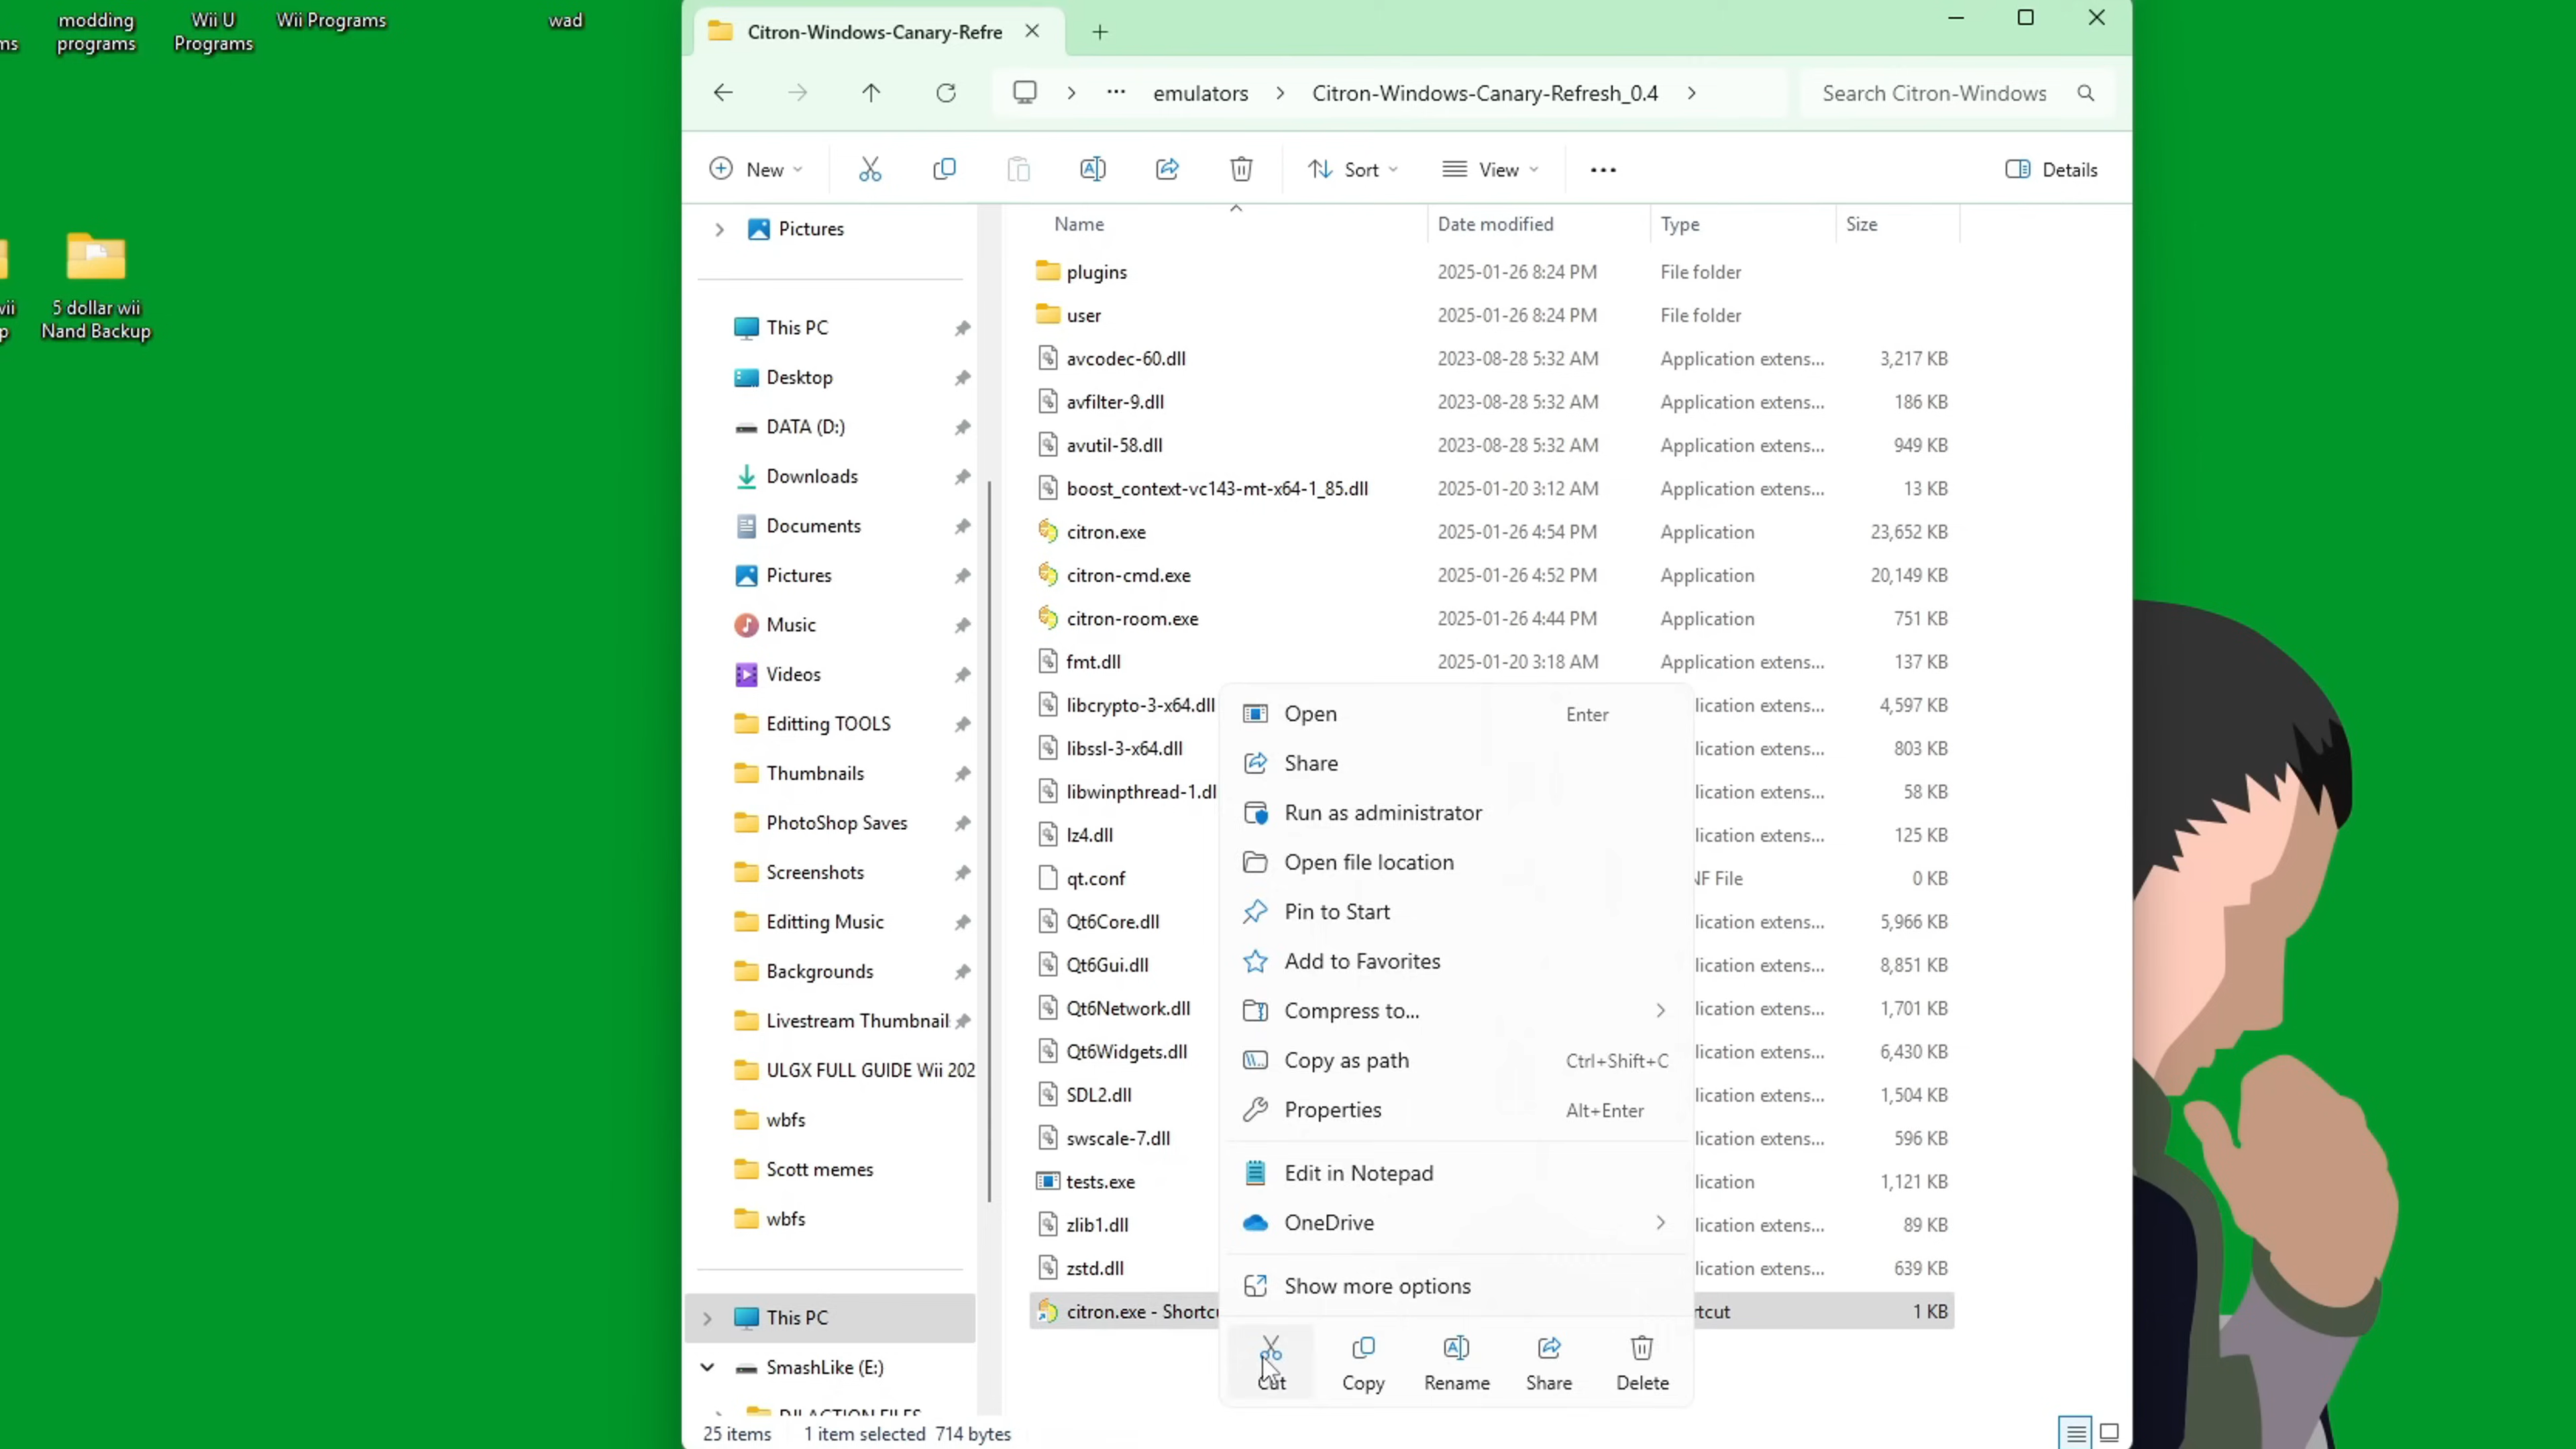 ms
modding
programs
Wii U
Programs
Wii Programs
wad
wii
p
5 dollar wii
Nand Backup
Citron-Windows-Canary-Refre
emulators
Citron-Windows-Canary-Refresh_0.4
Search Citron-Windows
New
Sort
View
Details
Name Date modified Type Size
Pictures
This PC
Desktop
DATA (D:)
Downloads
Documents
Pictures
Music
Videos
Editting TOOLS
Thumbnails
PhotoShop Saves
Screenshots
Editting Music
Backgrounds
Livestream Thumbnail
ULGX FULL GUIDE Wii 202
wbfs
Scott memes
wbfs
This PC
SmashLike (E:)
plugins 2025-01-26 8:24 PM File folder
user 2025-01-26 8:24 PM File folder
avcodec-60.dll 2023-08-28 5:32 AM Application extens... 3,217 KB
avfilter-9.dll 2023-08-28 5:32 AM Application extens... 186 KB
avutil-58.dll 2023-08-28 5:32 AM Application extens... 949 KB
boost_context-vc143-mt-x64-1_85.dll 2025-01-20 3:12 AM Application extens... 13 KB
citron.exe 2025-01-26 4:54 PM Application 23,652 KB
citron-cmd.exe 2025-01-26 4:52 PM Application 20,149 KB
citron-room.exe 2025-01-26 4:44 PM Application 751 KB
fmt.dll 2025-01-20 3:18 AM Application extens... 137 KB
libcrypto-3-x64.dll lication extens... 4,597 KB
libssl-3-x64.dll lication extens... 803 KB
libwinpthread-1.dl lication extens... 58 KB
lz4.dll lication extens... 125 KB
qt.conf NF File 0 KB
Qt6Core.dll lication extens... 5,966 KB
Qt6Gui.dll lication extens... 8,851 KB
Qt6Network.dll lication extens... 1,701 KB
Qt6Widgets.dll lication extens... 6,430 KB
SDL2.dll lication extens... 1,504 KB
swscale-7.dll lication extens... 596 KB
tests.exe lication 1,121 KB
zlib1.dll lication extens... 89 KB
zstd.dll lication extens... 639 KB
citron.exe - Shortcu rtcut 1 KB
Open Enter
Share
Run as administrator
Open file location
Pin to Start
Add to Favorites
Compress to...
Copy as path Ctrl+Shift+C
Properties Alt+Enter
Edit in Notepad
OneDrive
Show more options
Cut Copy Rename Share Delete
25 items 1 item selected 714 bytes